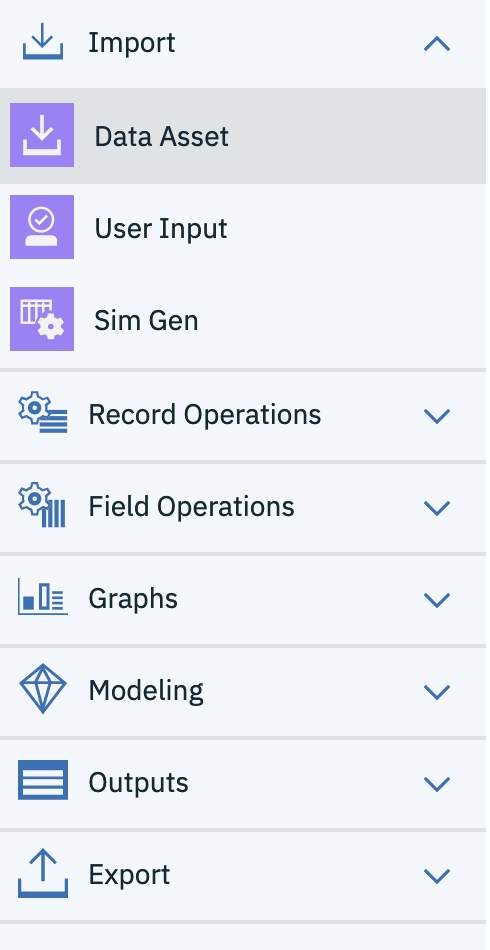 Import
Data Asset
User Input
Sim Gen
Record Operations
Field Operations
Graphs
Modeling
Outputs
Export